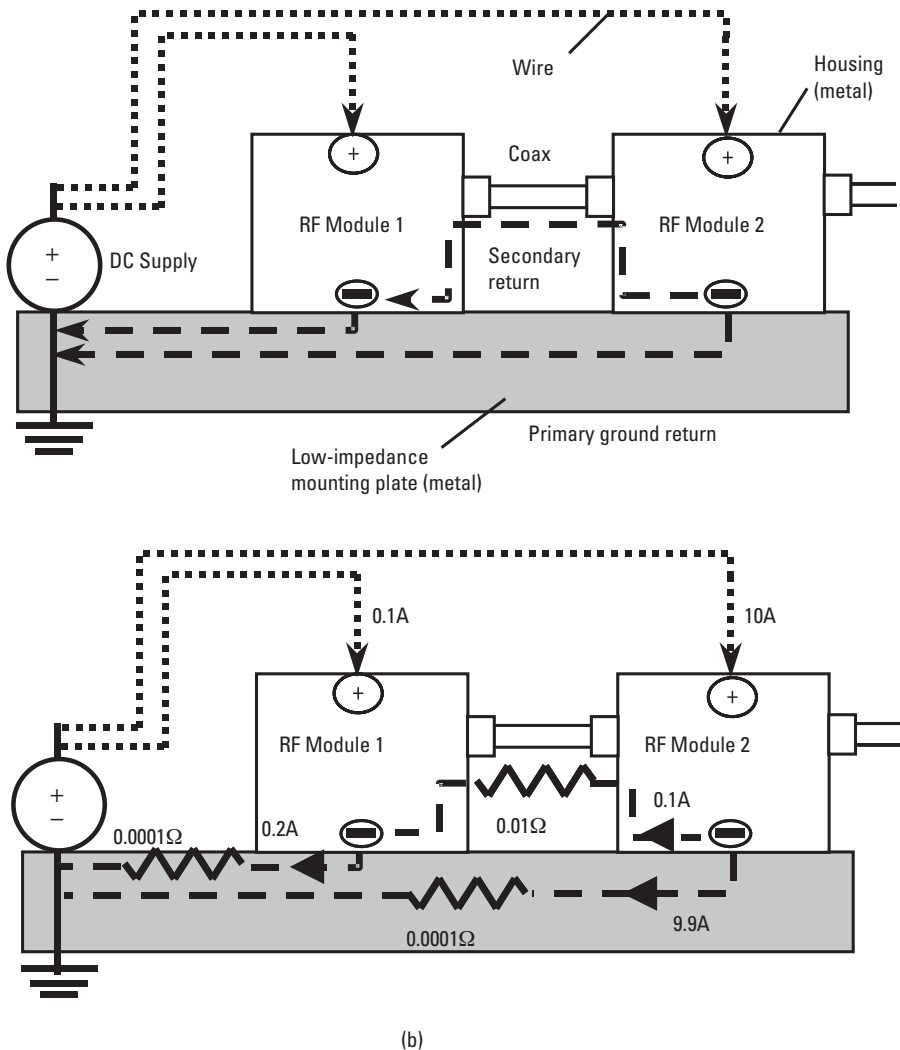 Wire
Housing
(metal)
+
+
Coax
RF Module 1
RF Module 2
+
−
DC Supply
Secondary
return
Primary ground return
Low-impedance
mounting plate (metal)
0.1A
10A
+
+
RF Module 1
RF Module 2
+
−
0.1A
0.0001Ω
0.2A
0.01Ω
9.9A
0.0001Ω
(b)